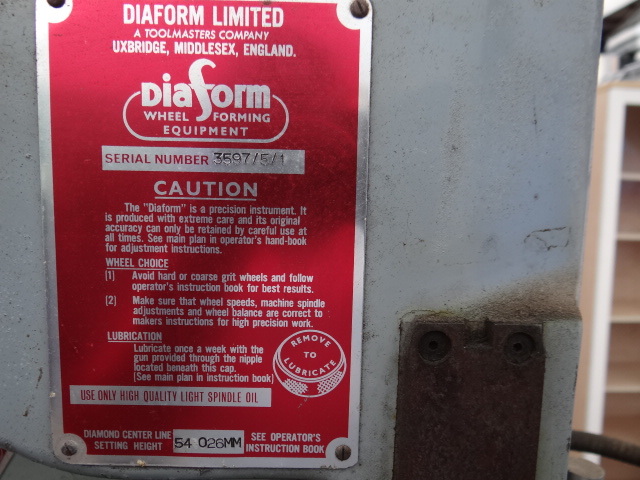 DIAFORM LIMITED
A TOOLMASTERS COMPANY
UXBRIDGE, MIDDLESEX, ENGLAND.
Diaform
WHEEL FORMING
EQUIPMENT
SERIAL NUMBER 3597/5/1
CAUTION
The "Diaform" is a precision instrument. It
is produced with extreme care and its original
accuracy can only be retained by careful use at
all times. See main plan in operator's hand-book
for adjustment instructions.
WHEEL CHOICE
[1] Avoid hard or coarse grit wheels and follow
operator's instruction book for best results.
[2] Make sure that wheel speeds, machine spindle
adjustments and wheel balance are correct to
makers instructions for high precision work.
LUBRICATION
Lubricate once a week with the
gun provided through the nipple
located beneath this cap.
[See main plan in instruction book]
REMOVE
TO
LUBRICATE
USE ONLY HIGH QUALITY LIGHT SPINDLE OIL
DIAMOND CENTER LINE
SETTING HEIGHT
54 026MM
SEE OPERATOR'S
INSTRUCTION BOOK